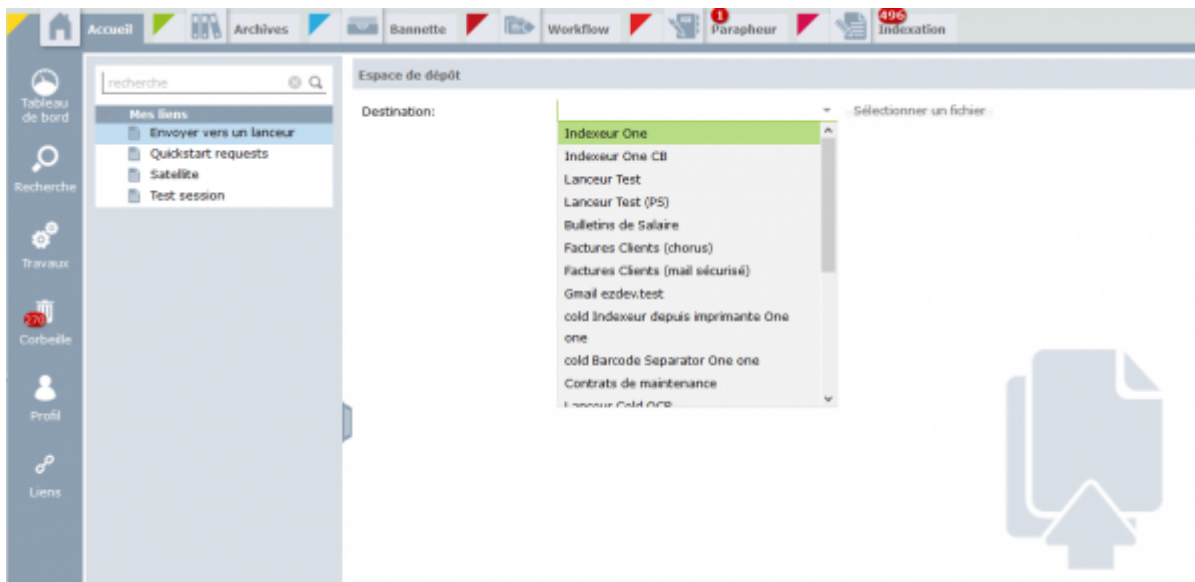 Accueil
Archives
Bannette
Workflow
1
Parapheur
496
Indexation
Tableau de bord
Recherche
Travaux
270
Corbeille
Profil
Liens
recherche
Mes liens
Envoyer vers un lanceur
Quickstart requests
Satellite
Test session
Espace de dépôt
Destination:
Sélectionner un fichier
Indexeur One
Indexeur One CB
Lanceur Test
Lanceur Test (PS)
Bulletins de Salaire
Factures Clients (chorus)
Factures Clients (mail sécurisé)
Gmail ezdev.test
cold Indexeur depuis imprimante One
one
cold Barcode Separator One one
Contrats de maintenance
Lanceur Cold OCR